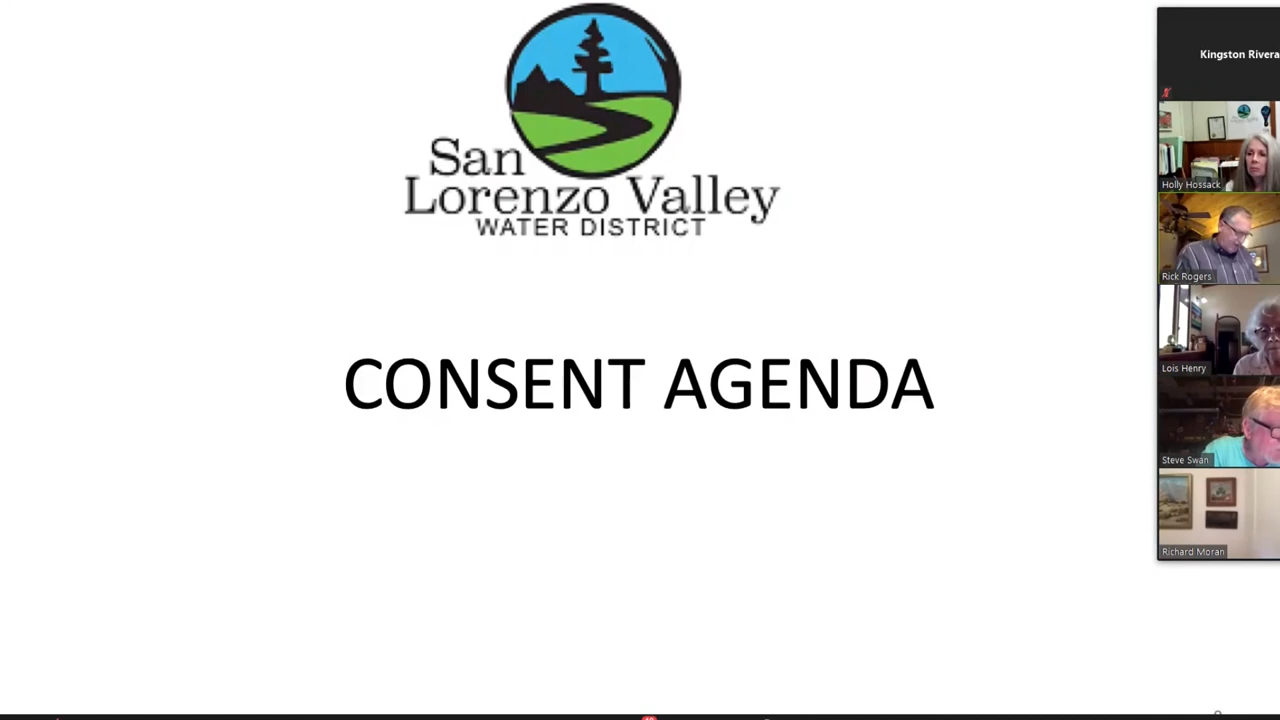 San
Lorenzo Valley
WATER DISTRICT
CONSENT AGENDA
Kingston Rivera
Holly Hossack
Rick Rogers
Lois Henry
Steve Swan
Richard Moran